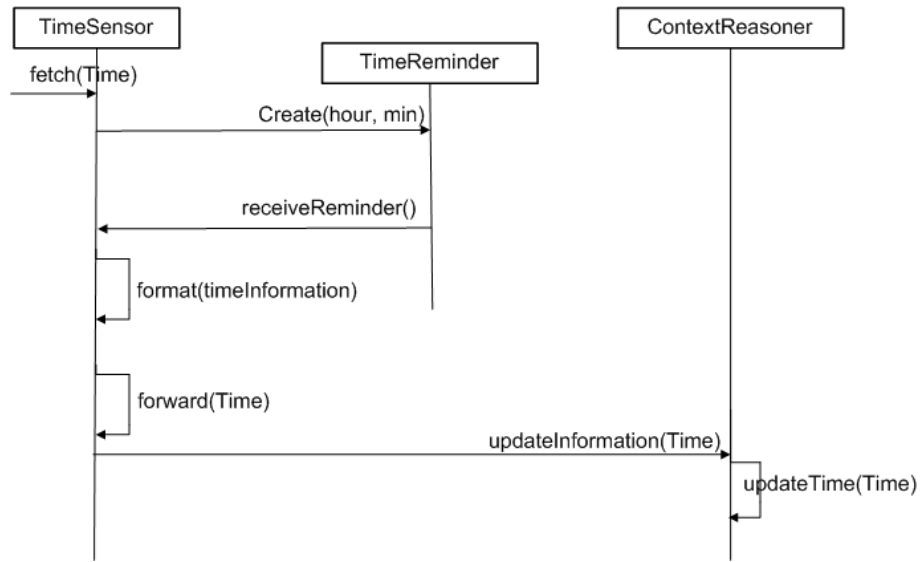 TimeSensor
ContextReasoner
TimeReminder
fetch(Time)
Create(hour, min)
receiveReminder()
format(timeInformation)
forward(Time)
updateInformation(Time)
updateTime(Time)